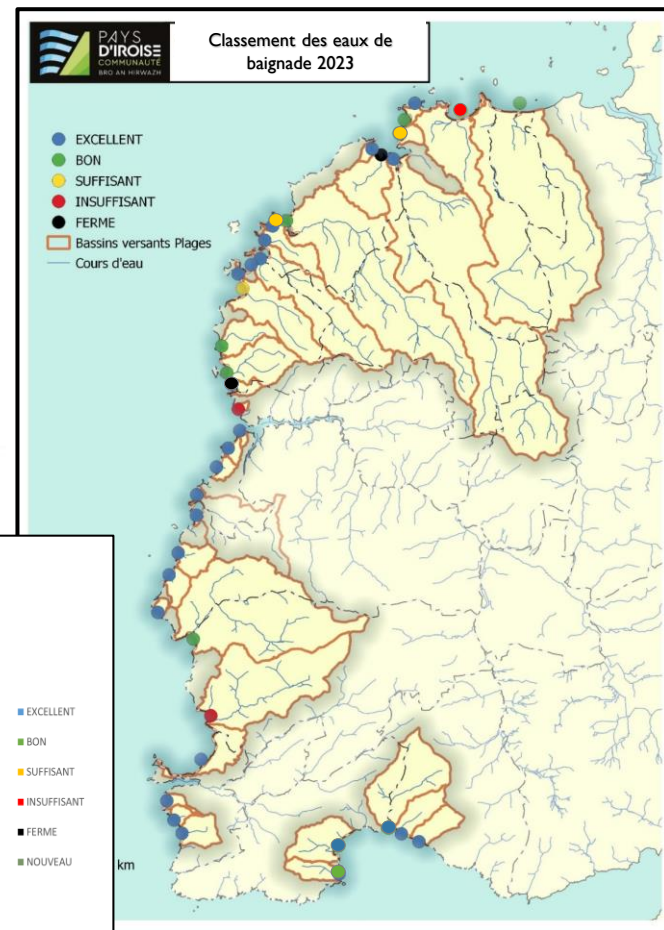 PAYS
D'IROISE
COMMUNAUTÉ
BRO AN HIRWAZH
Classement des eaux de
baignade 2023
EXCELLENT
BON
SUFFISANT
INSUFFISANT
FERME
Bassins versants Plages
Cours d'eau
EXCELLENT
BON
SUFFISANT
INSUFFISANT
FERME
NOUVEAU
km